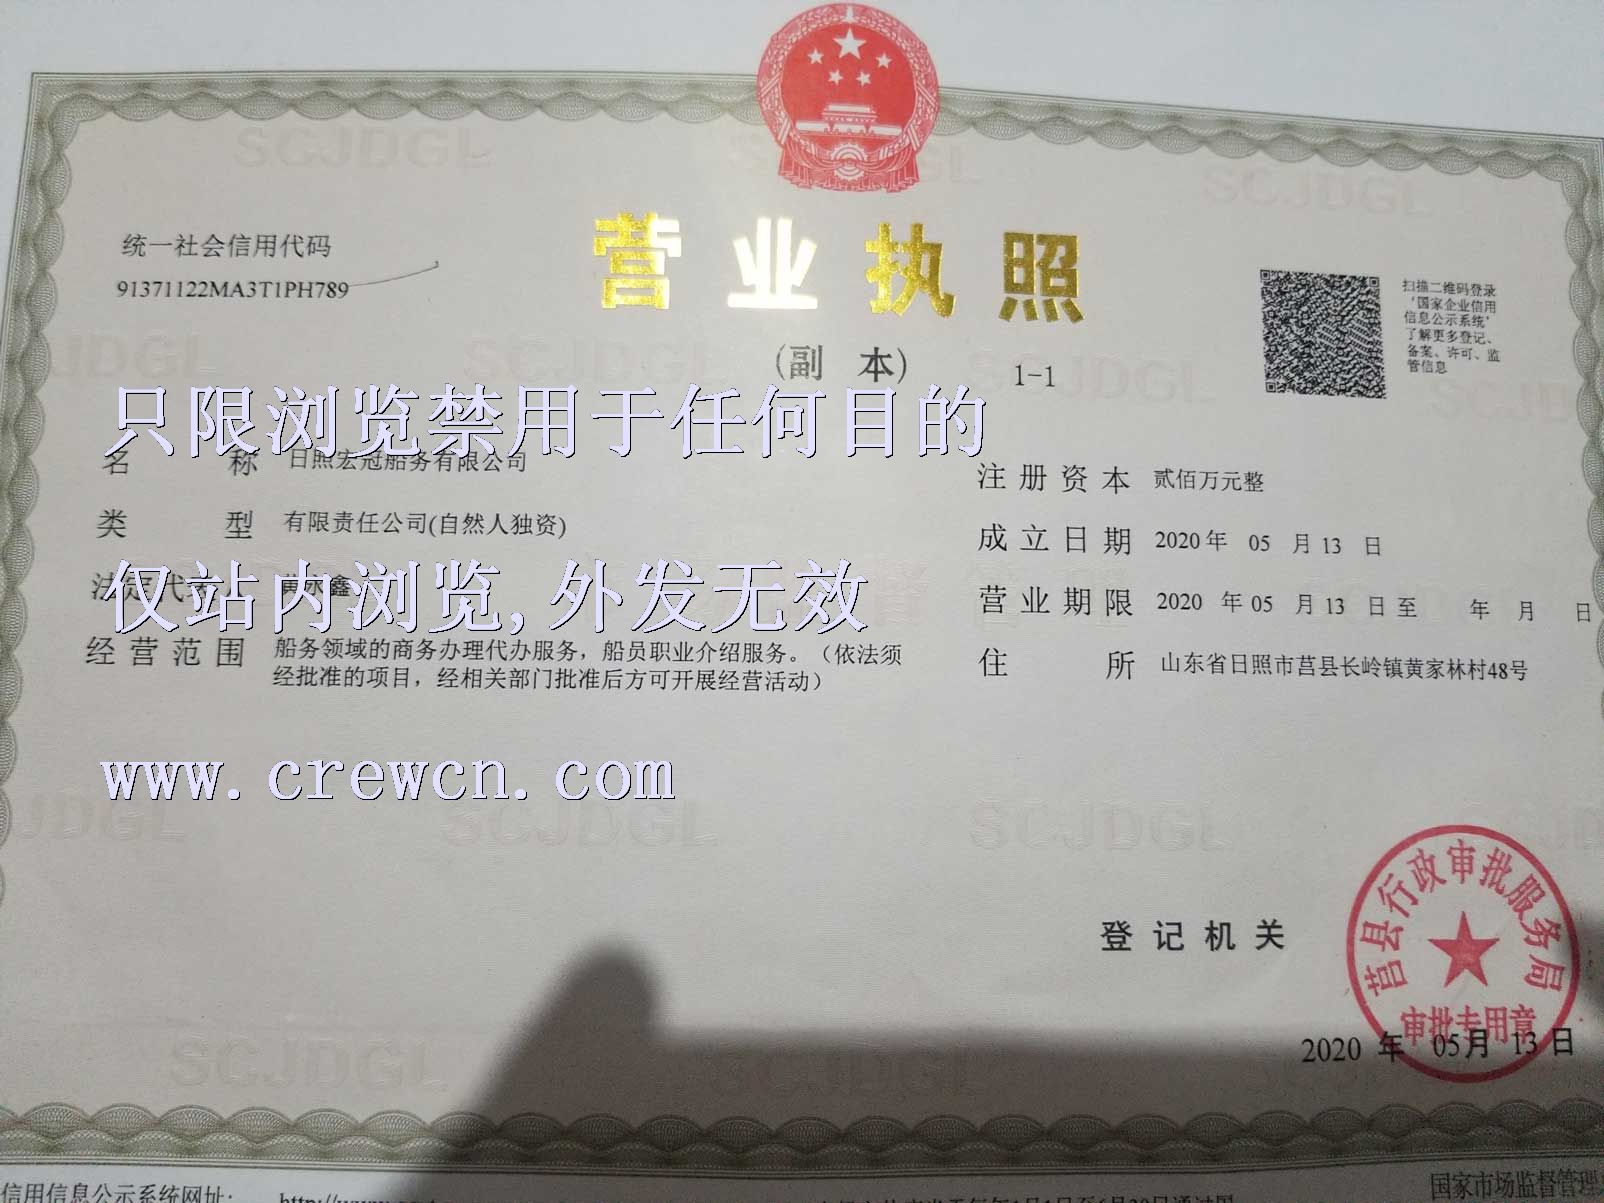 统一社会信用代码
91371122MA3T1PH789
营业执照
(副 本)
1-1
扫描二维码登录
'国家企业信用
信息公示系统'
了解更多登记、
备案、许可、监
管信息
只限浏览禁用于任何目的
名 称 日照宏冠船务有限公司
类 型 有限责任公司(自然人独资)
仅站内浏览,外发无效
经营范围 船务领域的商务办理代办服务，船员职业介绍服务。（依法须
经批准的项目，经相关部门批准后方可开展经营活动）
www.crewcn.com
注册资本 贰佰万元整
成立日期 2020 年 05 月 13 日
营业期限 2020 年 05 月 13 日 至 年 月 日
住 所 山东省日照市莒县长岭镇黄家林村48号
登记机关
莒县行政审批服务局
审批专用章
2020 年 05月 13 日
信用信息公示系统网址：
国家市场监督管理
SCJDGL